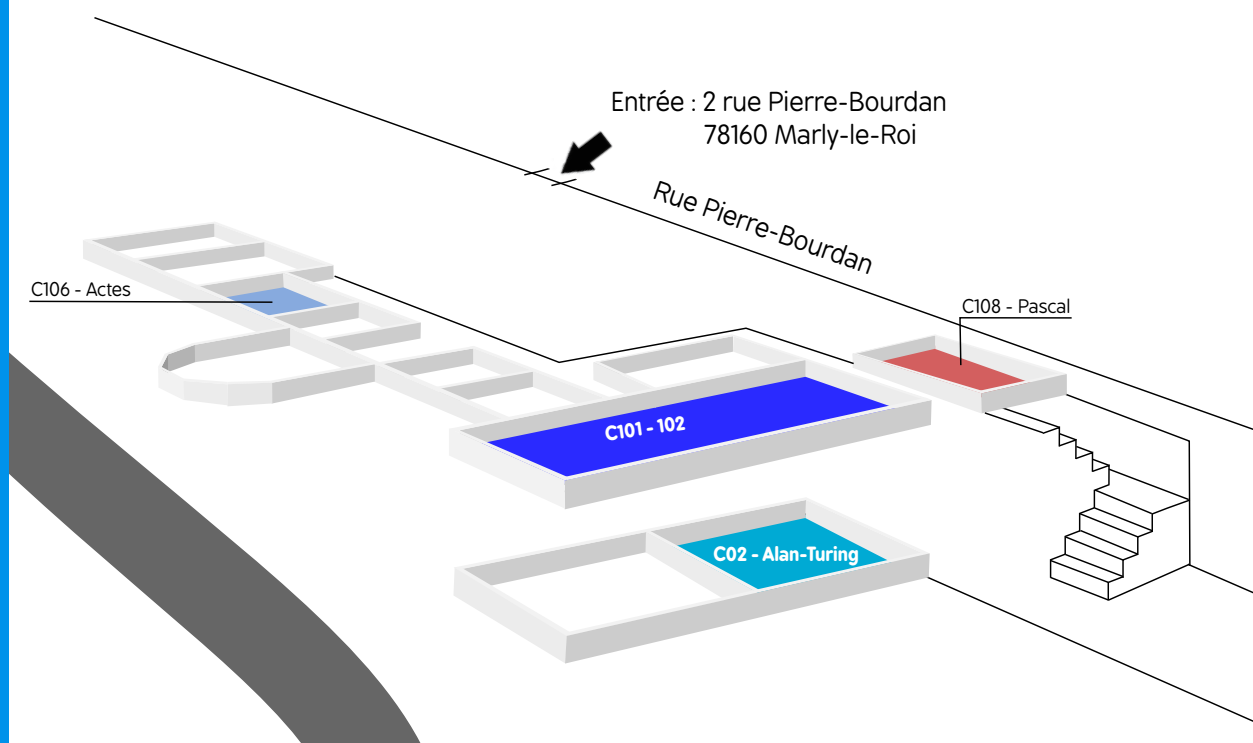 Entrée : 2 rue Pierre-Bourdan
78160 Marly-le-Roi
Rue Pierre-Bourdan
C106 - Actes
C108 - Pascal
C101 - 102
C02 - Alan-Turing